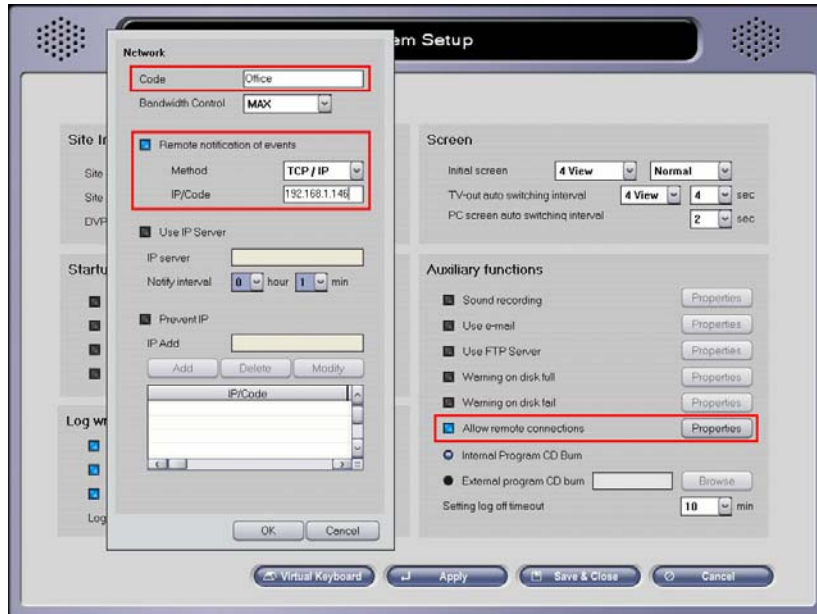 em Setup
Network
Code Office
Bandwidth Control MAX
Remote notification of events
Method TCP / IP
IP/Code 192.168.1.146
Use IP Server
IP server
Notify interval 0 hour 1 min
Prevent IP
IP Add
Add Delete Modify
IP/Code
OK Cancel
Site In
Site
Site
DVP
Startu
Log wr
Log
Screen
Initial screen 4 View Normal
TV-out auto switching interval 4 View 4 sec
PC screen auto switching interval 2 sec
Auxiliary functions
Sound recording Properties
Use e-mail Properties
Use FTP Server Properties
Warning on disk full Properties
Warning on disk fail Properties
Allow remote connections Properties
Internal Program CD Burn
External program CD burn Browse
Setting log off timeout 10 min
Virtual Keyboard Apply Save & Close Cancel